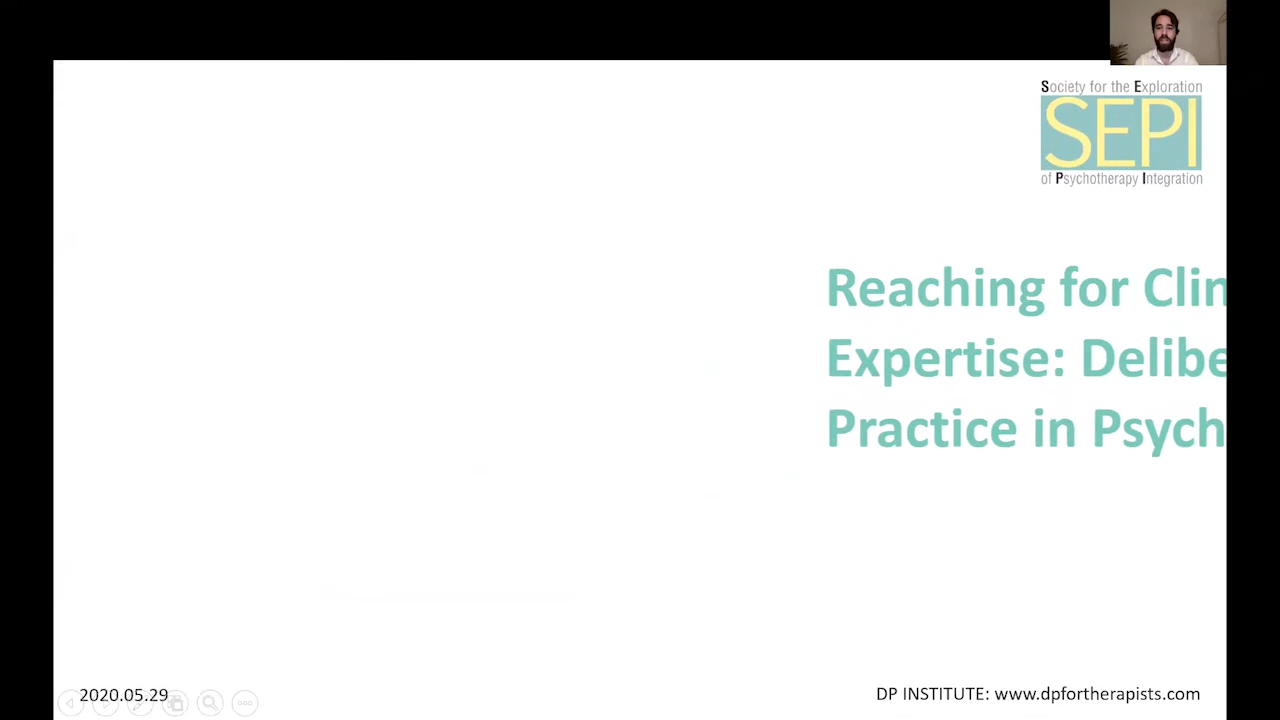 Society for the Exploration
SEPI
of Psychotherapy Integration
Reaching for Clin
Expertise: Delibe
Practice in Psych
2020.05.29
DP INSTITUTE: www.dpfortherapists.com